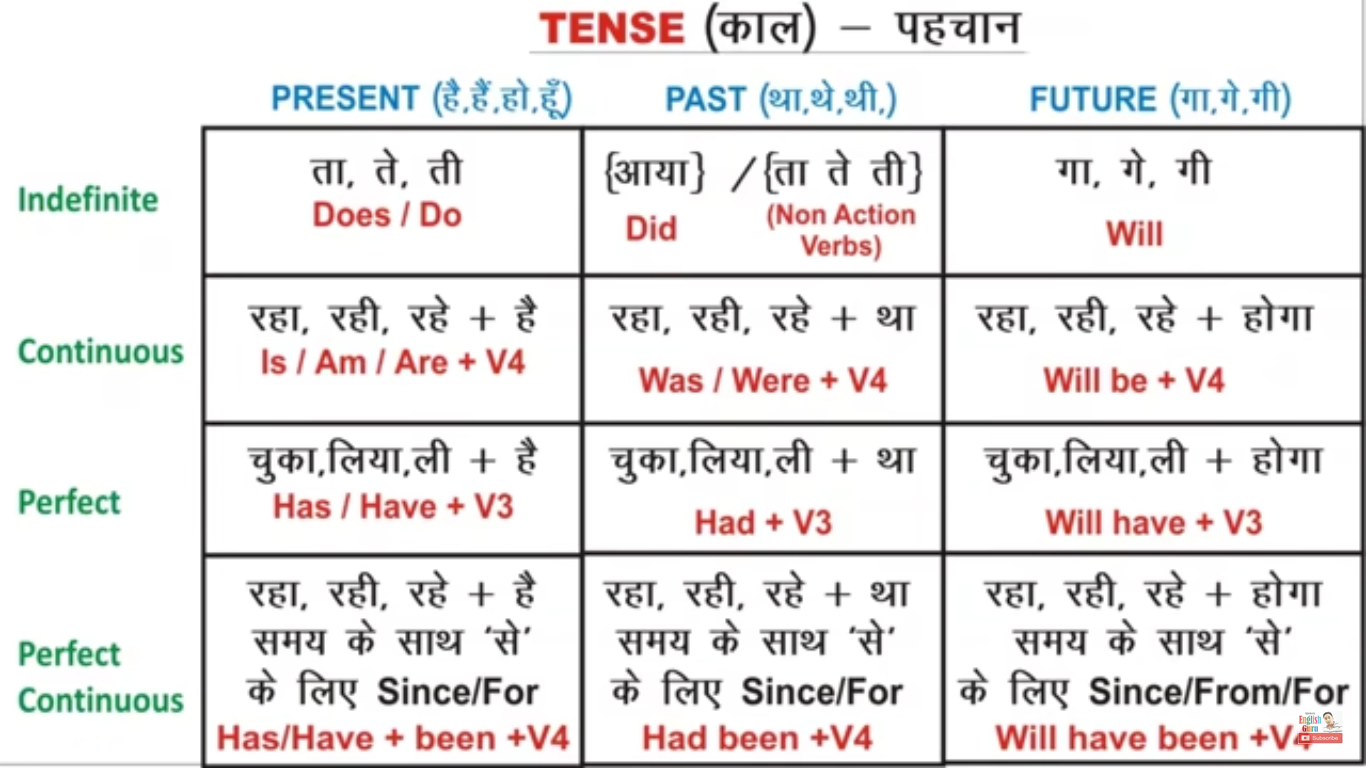 TENSE (काल) – पहचान
PRESENT (है,हैं,हो,हूँ) PAST (था,थे,थी,) FUTURE (गा,गे,गी)
Indefinite
ता, ते, ती
Does / Do
{आया} / {ता ते ती}
Did
(Non Action
Verbs)
गा, गे, गी
Will
Continuous
रहा, रही, रहे + है
Is / Am / Are + V4
रहा, रही, रहे + था
Was / Were + V4
रहा, रही, रहे + होगा
Will be + V4
Perfect
चुका,लिया,ली + है
Has / Have + V3
चुका,लिया,ली + था
Had + V3
चुका,लिया,ली + होगा
Will have + V3
Perfect
Continuous
रहा, रही, रहे + है
समय के साथ ‘से’
के लिए Since/For
Has/Have + been +V4
रहा, रही, रहे + था
समय के साथ ‘से’
के लिए Since/For
Had been +V4
रहा, रही, रहे + होगा
समय के साथ ‘से’
के लिए Since/From/For
Will have been +V4
English
Guru
Subscribe